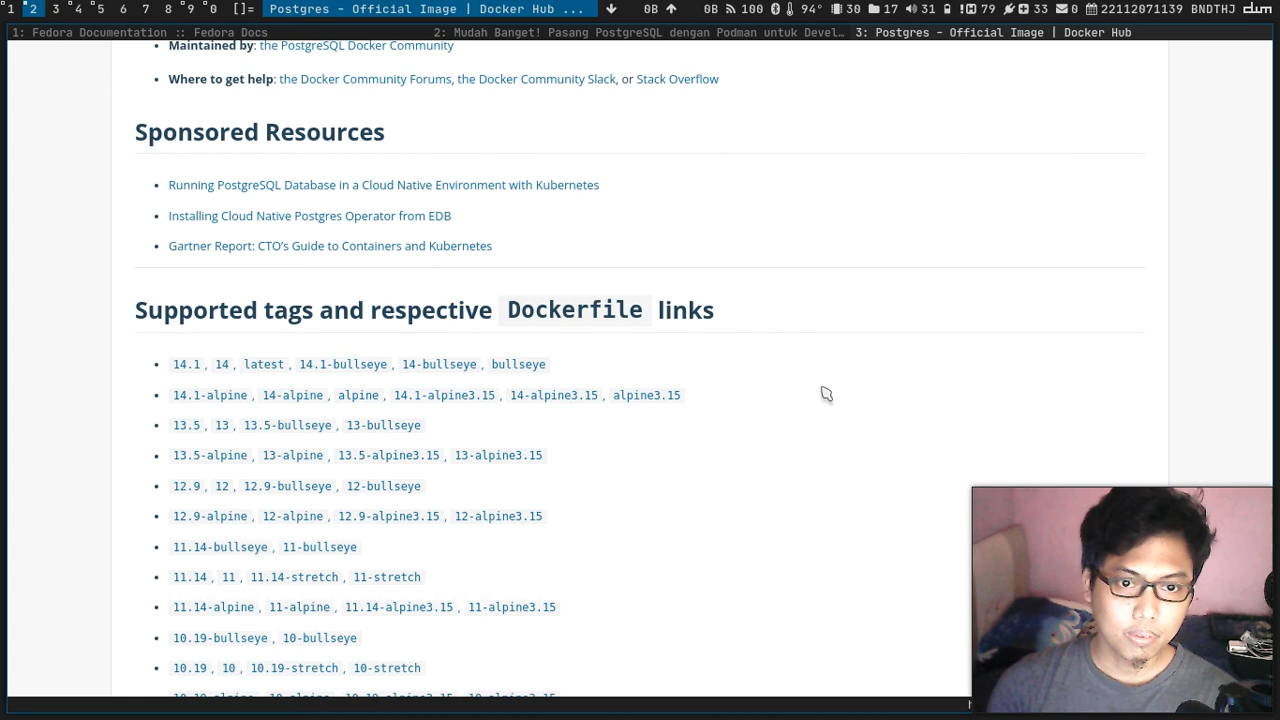 1 2 3 4 5 6 7 8 9 0 []= Postgres - Official Image | Docker Hub ... 0B 0B 100 94° 30 17 31 79 33 0 22112071139 BNDTHJ dwm
1: Fedora Documentation :: Fedora Docs 2: Mudah Banget! Pasang PostgreSQL dengan Podman untuk Devel… 3: Postgres - Official Image | Docker Hub
• Maintained by: the PostgreSQL Docker Community
• Where to get help: the Docker Community Forums, the Docker Community Slack, or Stack Overflow
Sponsored Resources
• Running PostgreSQL Database in a Cloud Native Environment with Kubernetes
• Installing Cloud Native Postgres Operator from EDB
• Gartner Report: CTO’s Guide to Containers and Kubernetes
Supported tags and respective Dockerfile links
• 14.1, 14, latest, 14.1-bullseye, 14-bullseye, bullseye
• 14.1-alpine, 14-alpine, alpine, 14.1-alpine3.15, 14-alpine3.15, alpine3.15
• 13.5, 13, 13.5-bullseye, 13-bullseye
• 13.5-alpine, 13-alpine, 13.5-alpine3.15, 13-alpine3.15
• 12.9, 12, 12.9-bullseye, 12-bullseye
• 12.9-alpine, 12-alpine, 12.9-alpine3.15, 12-alpine3.15
• 11.14-bullseye, 11-bullseye
• 11.14, 11, 11.14-stretch, 11-stretch
• 11.14-alpine, 11-alpine, 11.14-alpine3.15, 11-alpine3.15
• 10.19-bullseye, 10-bullseye
• 10.19, 10, 10.19-stretch, 10-stretch